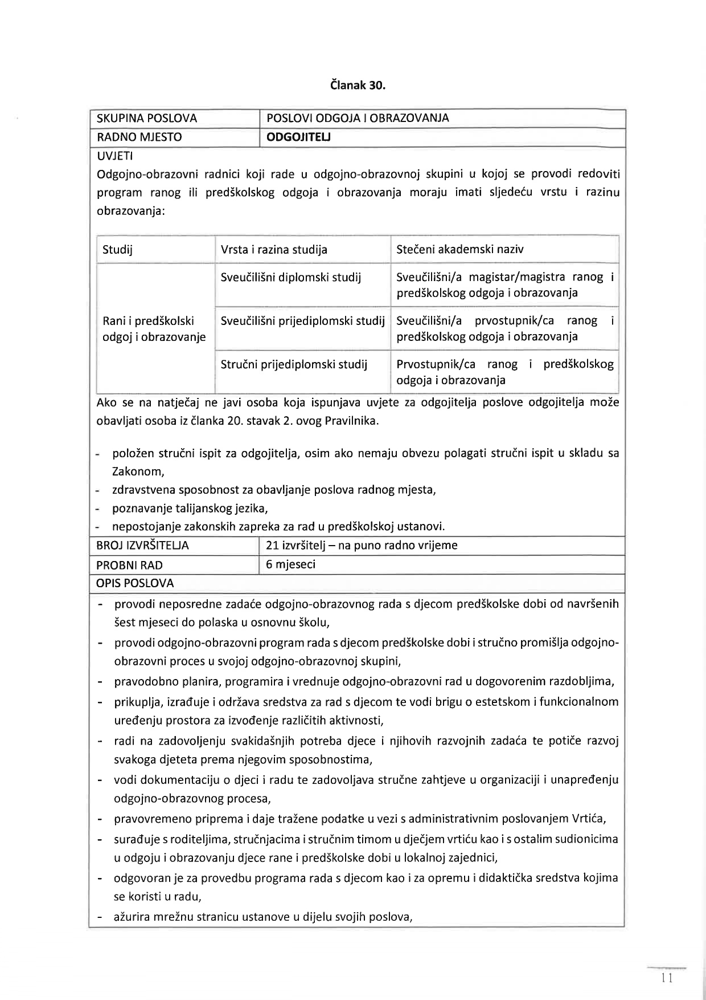 Članak 30.
SKUPINA POSLOVA POSLOVI ODGOJA I OBRAZOVANJA
RADNO MJESTO ODGOJITELJ
UVJETI
Odgojno-obrazovni radnici koji rade u odgojno-obrazovnoj skupini u kojoj se provodi redoviti
program ranog ili predškolskog odgoja i obrazovanja moraju imati sljedeću vrstu i razinu
obrazovanja:
Studij Vrsta i razina studija Stečeni akademski naziv
Sveučilišni diplomski studij Sveučilišni/a magistar/magistra ranog i
predškolskog odgoja i obrazovanja
Rani i predškolski Sveučilišni prijediplomski studij Sveučilišni/a prvostupnik/ca ranog i
odgoj i obrazovanje predškolskog odgoja i obrazovanja
Stručni prijediplomski studij Prvostupnik/ca ranog i predškolskog
odgoja i obrazovanja
Ako se na natječaj ne javi osoba koja ispunjava uvjete za odgojitelja poslove odgojitelja može
obavljati osoba iz članka 20. stavak 2. ovog Pravilnika.
- položen stručni ispit za odgojitelja, osim ako nemaju obvezu polagati stručni ispit u skladu sa
Zakonom,
- zdravstvena sposobnost za obavljanje poslova radnog mjesta,
- poznavanje talijanskog jezika,
- nepostojanje zakonskih zapreka za rad u predškolskoj ustanovi.
BROJ IZVRŠITELJA 21 izvršitelj – na puno radno vrijeme
PROBNI RAD 6 mjeseci
OPIS POSLOVA
- provodi neposredne zadaće odgojno-obrazovnog rada s djecom predškolske dobi od navršenih
šest mjeseci do polaska u osnovnu školu,
- provodi odgojno-obrazovni program rada s djecom predškolske dobi i stručno promišlja odgojno-
obrazovni proces u svojoj odgojno-obrazovnoj skupini,
- pravodobno planira, programira i vrednuje odgojno-obrazovni rad u dogovorenim razdobljima,
- prikuplja, izrađuje i održava sredstva za rad s djecom te vodi brigu o estetskom i funkcionalnom
uređenju prostora za izvođenje različitih aktivnosti,
- radi na zadovoljenju svakidašnjih potreba djece i njihovih razvojnih zadaća te potiče razvoj
svakoga djeteta prema njegovim sposobnostima,
- vodi dokumentaciju o djeci i radu te zadovoljava stručne zahtjeve u organizaciji i unapređenju
odgojno-obrazovnog procesa,
- pravovremeno priprema i daje tražene podatke u vezi s administrativnim poslovanjem Vrtića,
- surađuje s roditeljima, stručnjacima i stručnim timom u dječjem vrtiću kao i s ostalim sudionicima
u odgoju i obrazovanju djece rane i predškolske dobi u lokalnoj zajednici,
- odgovoran je za provedbu programa rada s djecom kao i za opremu i didaktička sredstva kojima
se koristi u radu,
- ažurira mrežnu stranicu ustanove u dijelu svojih poslova,
11